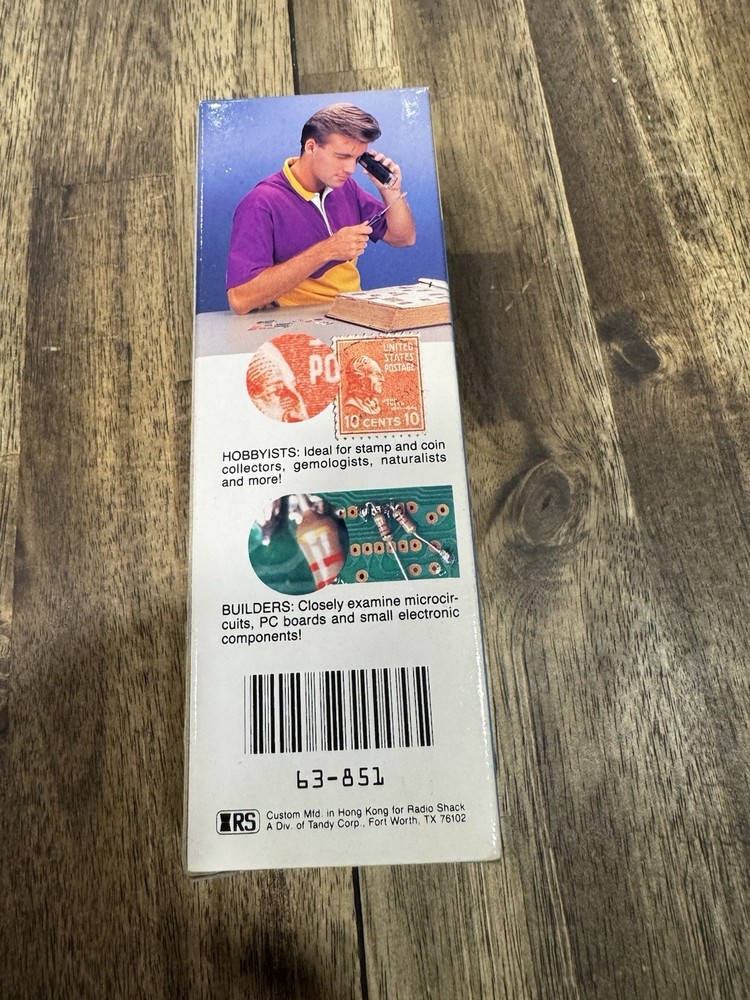 PO
UNITED
STATES
POSTAGE
10 CENTS 10
HOBBYISTS: Ideal for stamp and coin
collectors, gemologists, naturalists
and more!
BUILDERS: Closely examine microcir-
cuits, PC boards and small electronic
components!
63-851
RS Custom Mfd. in Hong Kong for Radio Shack
A Div. of Tandy Corp., Fort Worth, TX 76102